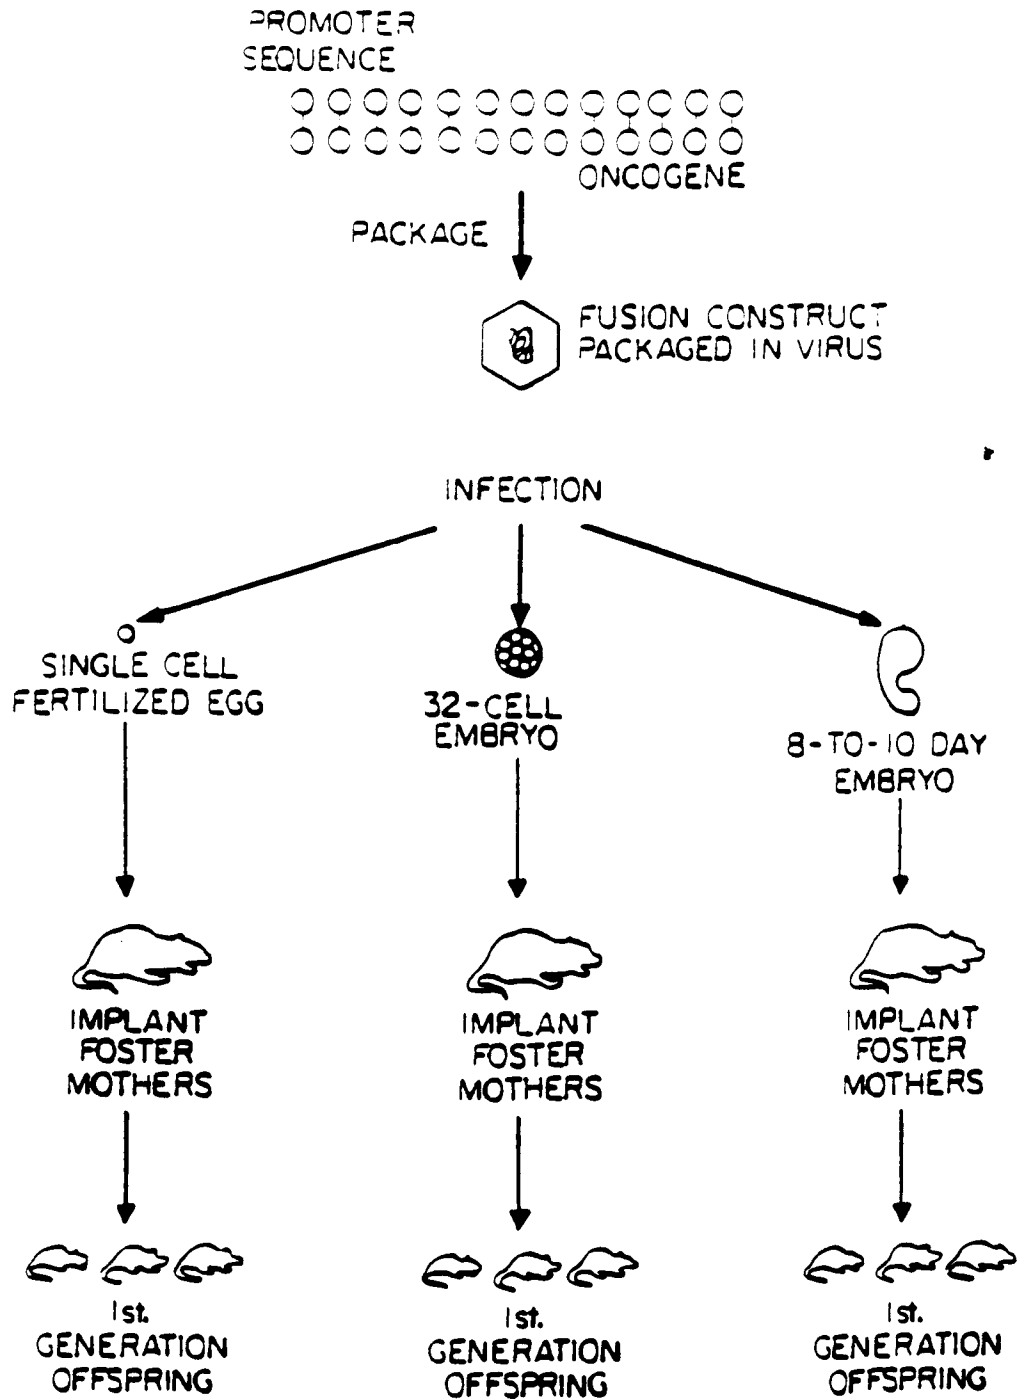 PROMOTER
SEQUENCE
ONCOGENE
PACKAGE
FUSION CONSTRUCT
PACKAGED IN VIRUS
INFECTION
SINGLE CELL
FERTILIZED EGG
32-CELL
EMBRYO
8-TO-10 DAY
EMBRYO
IMPLANT
FOSTER
MOTHERS
IMPLANT
FOSTER
MOTHERS
IMPLANT
FOSTER
MOTHERS
1st.
GENERATION
OFFSPRING
1st.
GENERATION
OFFSPRING
1st.
GENERATION
OFFSPRING